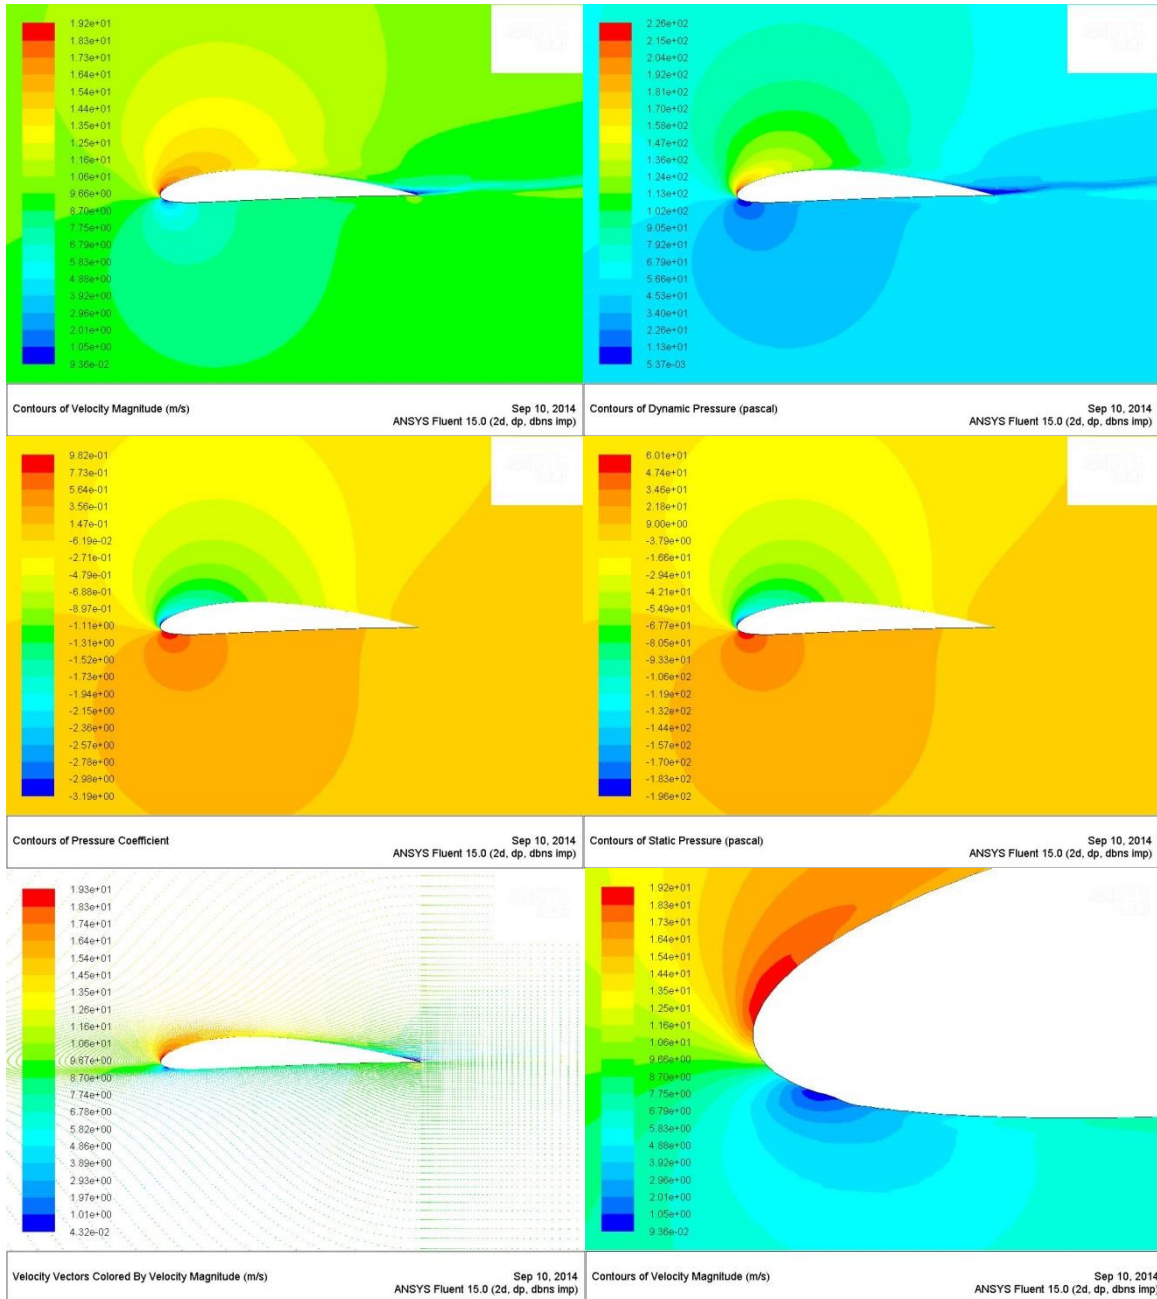 1.92e+01
1.83e+01
1.73e+01
1.64e+01
1.54e+01
1.44e+01
1.35e+01
1.25e+01
1.16e+01
1.06e+01
9.66e+00
8.70e+00
7.75e+00
6.79e+00
5.83e+00
4.88e+00
3.92e+00
2.96e+00
2.01e+00
1.05e+00
9.36e-02
Contours of Velocity Magnitude (m/s)
Sep 10, 2014
ANSYS Fluent 15.0 (2d, dp, dbns imp)
2.26e+02
2.15e+02
2.04e+02
1.92e+02
1.81e+02
1.70e+02
1.58e+02
1.47e+02
1.36e+02
1.24e+02
1.13e+02
1.02e+02
9.05e+01
7.92e+01
6.79e+01
5.66e+01
4.53e+01
3.40e+01
2.26e+01
1.13e+01
5.37e-03
Contours of Dynamic Pressure (pascal)
Sep 10, 2014
ANSYS Fluent 15.0 (2d, dp, dbns imp)
9.82e-01
7.73e-01
5.64e-01
3.56e-01
1.47e-01
-6.19e-02
-2.71e-01
-4.79e-01
-6.88e-01
-8.97e-01
-1.11e+00
-1.31e+00
-1.52e+00
-1.73e+00
-1.94e+00
-2.15e+00
-2.36e+00
-2.57e+00
-2.78e+00
-2.98e+00
-3.19e+00
Contours of Pressure Coefficient
Sep 10, 2014
ANSYS Fluent 15.0 (2d, dp, dbns imp)
6.01e+01
4.74e+01
3.46e+01
2.18e+01
9.00e+00
-3.79e+00
-1.66e+01
-2.94e+01
-4.21e+01
-5.49e+01
-6.77e+01
-8.05e+01
-9.33e+01
-1.06e+02
-1.19e+02
-1.32e+02
-1.44e+02
-1.57e+02
-1.70e+02
-1.83e+02
-1.96e+02
Contours of Static Pressure (pascal)
Sep 10, 2014
ANSYS Fluent 15.0 (2d, dp, dbns imp)
1.93e+01
1.83e+01
1.74e+01
1.64e+01
1.54e+01
1.45e+01
1.35e+01
1.26e+01
1.16e+01
1.06e+01
9.67e+00
8.70e+00
7.74e+00
6.78e+00
5.82e+00
4.86e+00
3.89e+00
2.93e+00
1.97e+00
1.01e+00
4.32e-02
Velocity Vectors Colored By Velocity Magnitude (m/s)
Sep 10, 2014
ANSYS Fluent 15.0 (2d, dp, dbns imp)
1.92e+01
1.83e+01
1.73e+01
1.64e+01
1.54e+01
1.44e+01
1.35e+01
1.25e+01
1.16e+01
1.06e+01
9.66e+00
8.70e+00
7.75e+00
6.79e+00
5.83e+00
4.88e+00
3.92e+00
2.96e+00
2.01e+00
1.05e+00
9.36e-02
Contours of Velocity Magnitude (m/s)
Sep 10, 2014
ANSYS Fluent 15.0 (2d, dp, dbns imp)